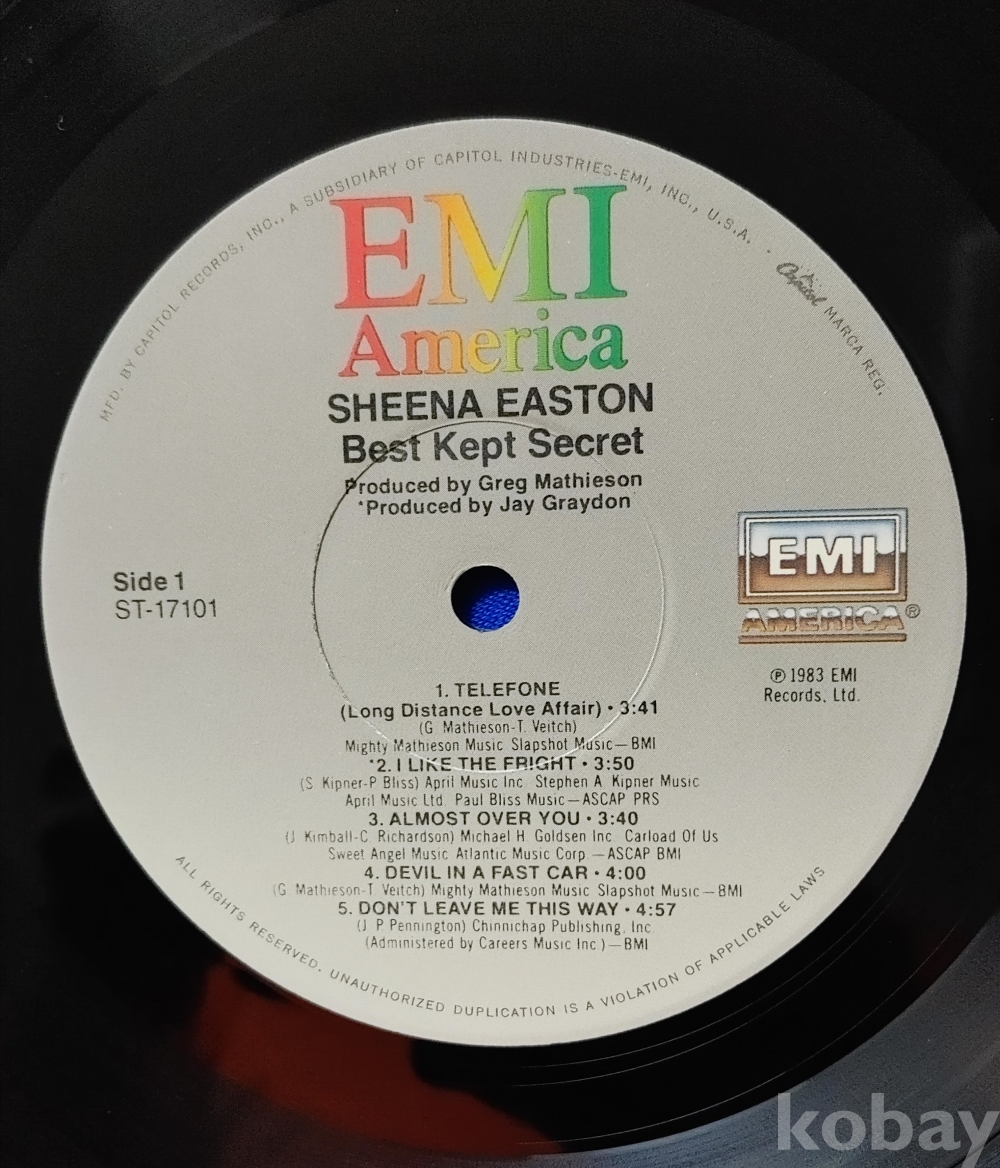 MFD. BY CAPITOL RECORDS, INC., A SUBSIDIARY OF CAPITOL INDUSTRIES-EMI, INC., U.S.A. · Capitol MARCA REG.
EMI
America
SHEENA EASTON
Best Kept Secret
Produced by Greg Mathieson
*Produced by Jay Graydon
Side 1
ST-17101
EMI
AMERICA®
℗ 1983 EMI
Records, Ltd.
1. TELEFONE
(Long Distance Love Affair) • 3:41
(G. Mathieson-T. Veitch)
Mighty Mathieson Music Slapshot Music—BMI
*2. I LIKE THE FRIGHT • 3:50
(S. Kipner-P Bliss) April Music Inc. Stephen A. Kipner Music
April Music Ltd. Paul Bliss Music—ASCAP PRS
3. ALMOST OVER YOU • 3:40
(J. Kimball-C. Richardson) Michael H. Goldsen Inc. Carload Of Us
Sweet Angel Music Atlantic Music Corp.—ASCAP BMI
4. DEVIL IN A FAST CAR • 4:00
(G. Mathieson-T. Veitch) Mighty Mathieson Music Slapshot Music—BMI
5. DON'T LEAVE ME THIS WAY • 4:57
(J. P. Pennington) Chinnichap Publishing, Inc.
(Administered by Careers Music Inc.)—BMI
ALL RIGHTS RESERVED. UNAUTHORIZED DUPLICATION IS A VIOLATION OF APPLICABLE LAWS
kobay